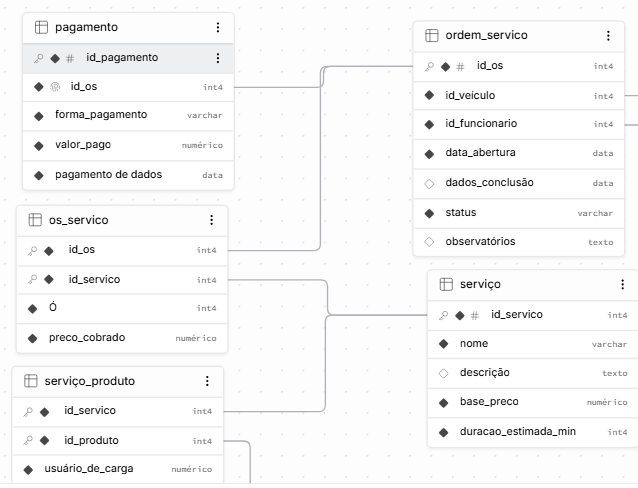 pagamento
id_pagamento
id_os int4
forma_pagamento varchar
valor_pago numérico
pagamento de dados data
os_servico
id_os int4
id_servico int4
Ó int4
preco_cobrado numérico
serviço_produto
id_servico int4
id_produto int4
usuário_de_carga numérico
ordem_servico
id_os int4
id_veículo int4
id_funcionario int4
data_abertura data
dados_conclusão data
status varchar
observatórios texto
serviço
id_servico int4
nome varchar
descrição texto
base_preco numérico
duracao_estimada_min int4